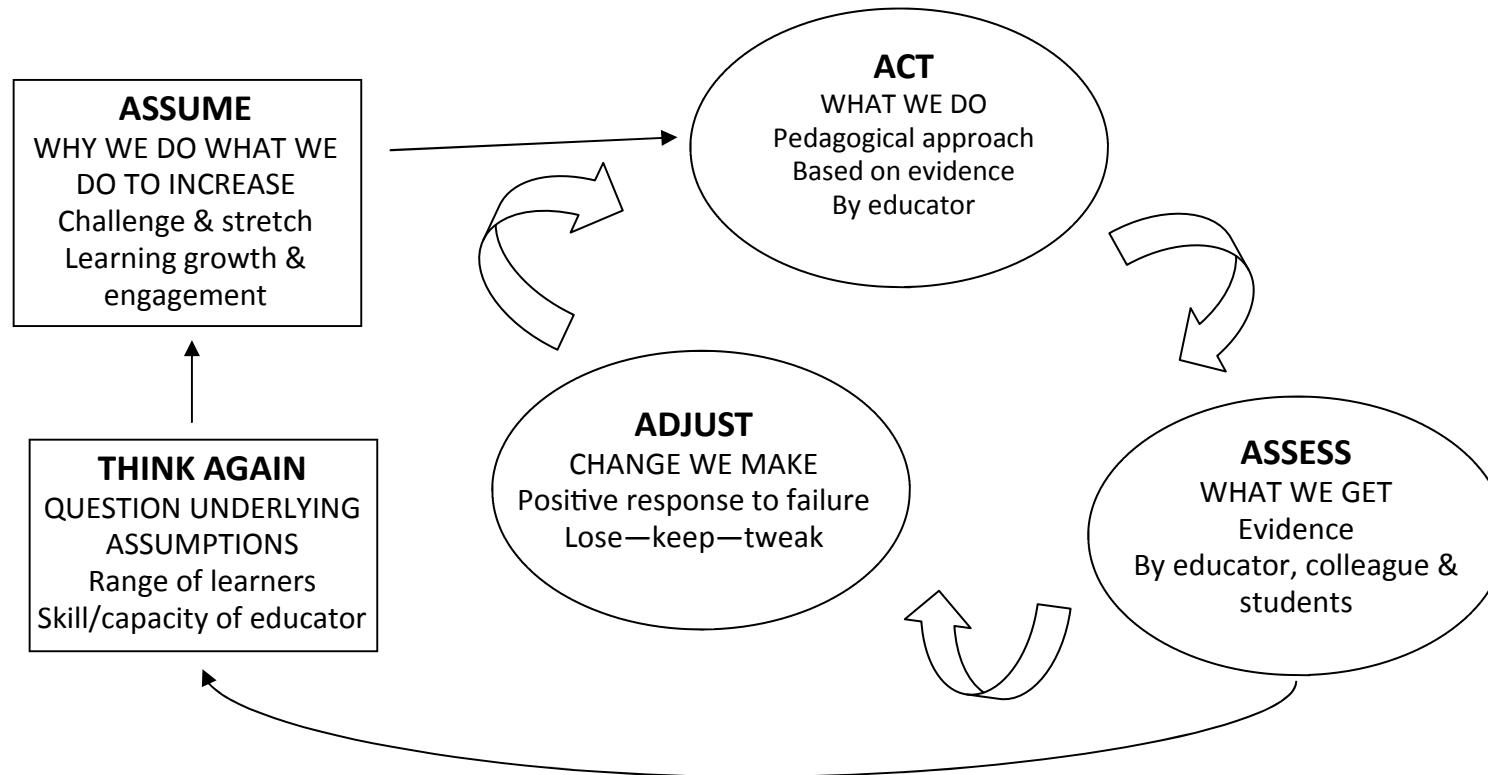 ASSUME
WHY WE DO WHAT WE
DO TO INCREASE
Challenge & stretch
Learning growth &
engagement
ACT
WHAT WE DO
Pedagogical approach
Based on evidence
By educator
THINK AGAIN
QUESTION UNDERLYING
ASSUMPTIONS
Range of learners
Skill/capacity of educator
ADJUST
CHANGE WE MAKE
Positive response to failure
Lose—keep—tweak
ASSESS
WHAT WE GET
Evidence
By educator, colleague &
students